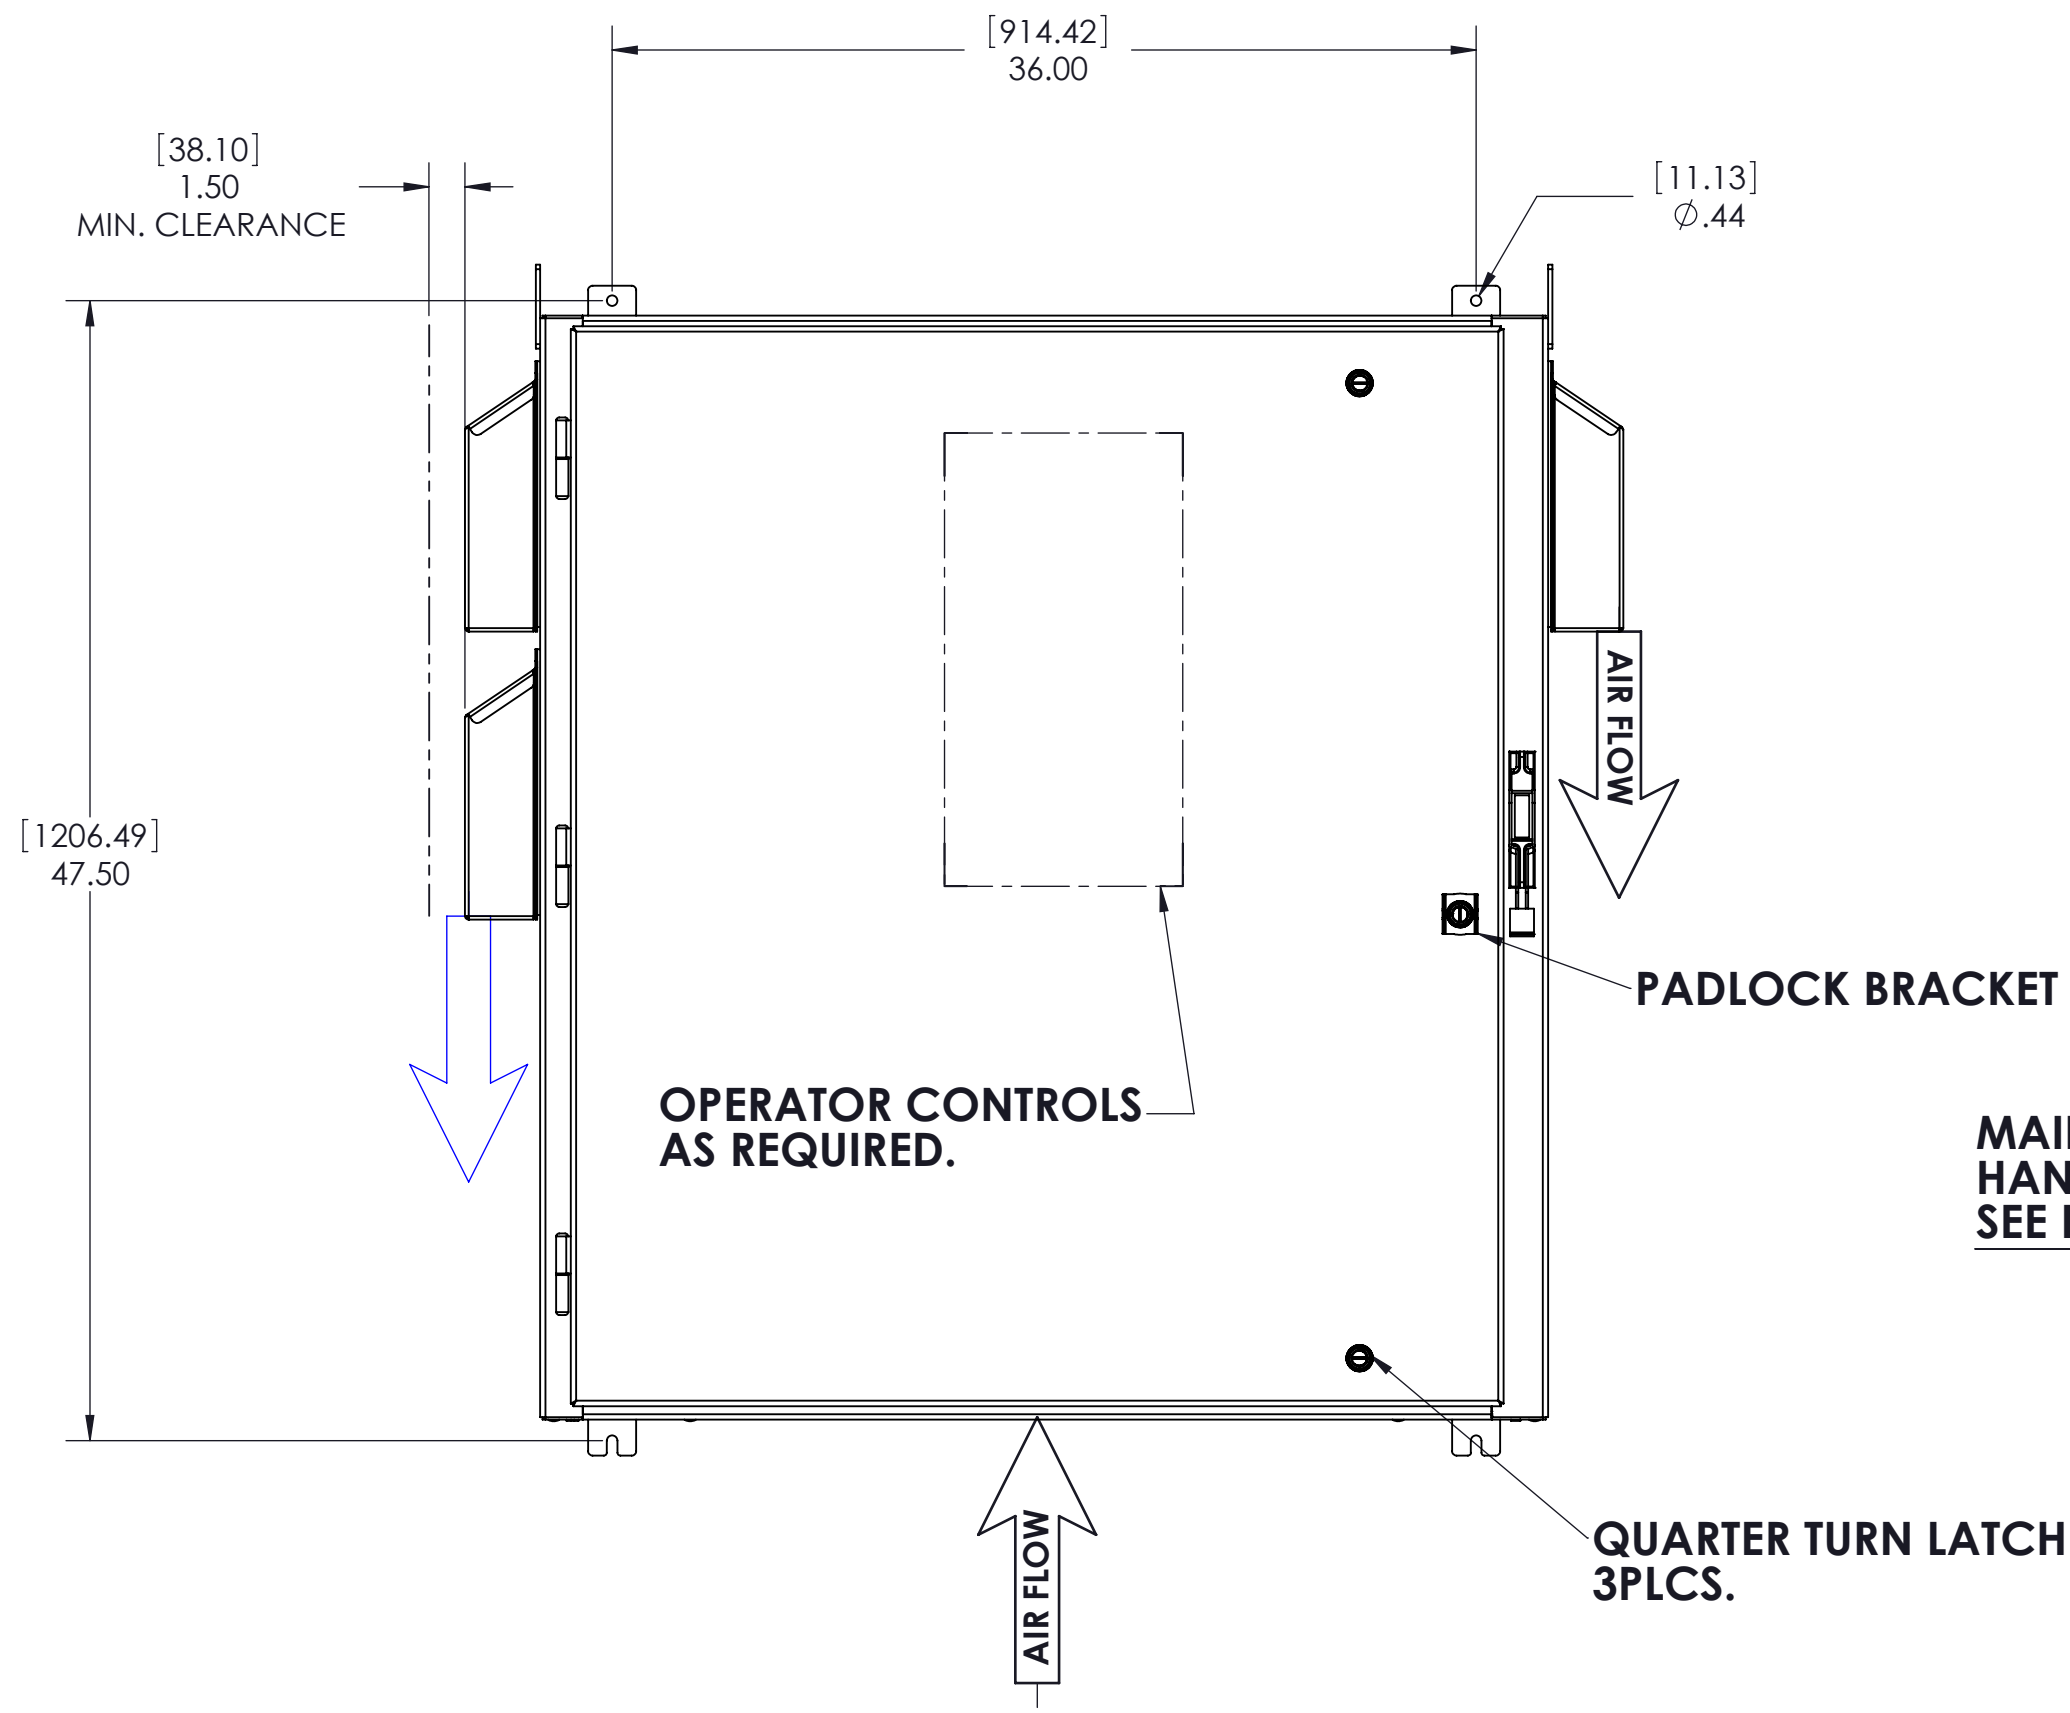 [914.42]
36.00
[38.10]
1.50
MIN. CLEARANCE
[11.13]
∅.44
AIR FLOW
[1206.49]
47.50
PADLOCK BRACKET
OPERATOR CONTROLS
AS REQUIRED.
SEE
QUARTER TURN LATCH
3PLCS.
AIR FLOW